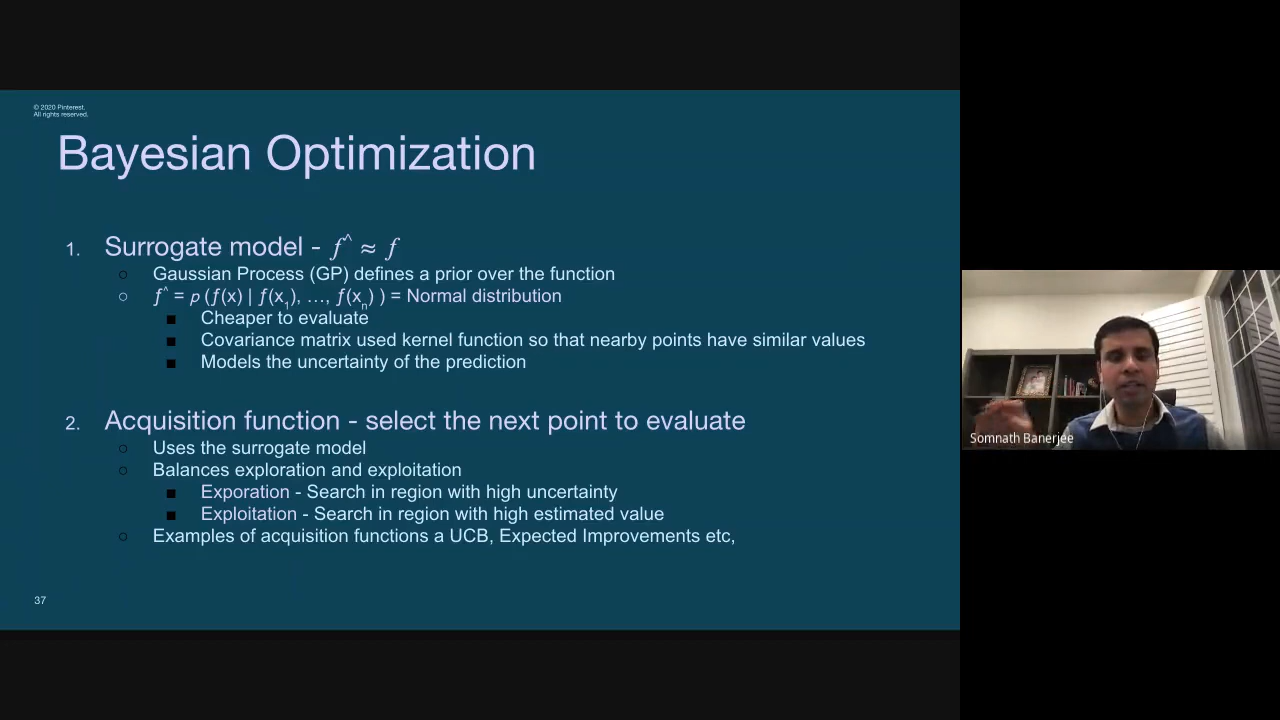 © 2020 Pinterest.
All rights reserved.
Bayesian Optimization
1. Surrogate model - f^ ≈ f
○ Gaussian Process (GP) defines a prior over the function
○ f^ = p (f(x) | f(x1), …, f(xn) ) = Normal distribution
■ Cheaper to evaluate
■ Covariance matrix used kernel function so that nearby points have similar values
■ Models the uncertainty of the prediction
2. Acquisition function - select the next point to evaluate
○ Uses the surrogate model
○ Balances exploration and exploitation
■ Exporation - Search in region with high uncertainty
■ Exploitation - Search in region with high estimated value
○ Examples of acquisition functions a UCB, Expected Improvements etc,
37
Somnath Banerjee